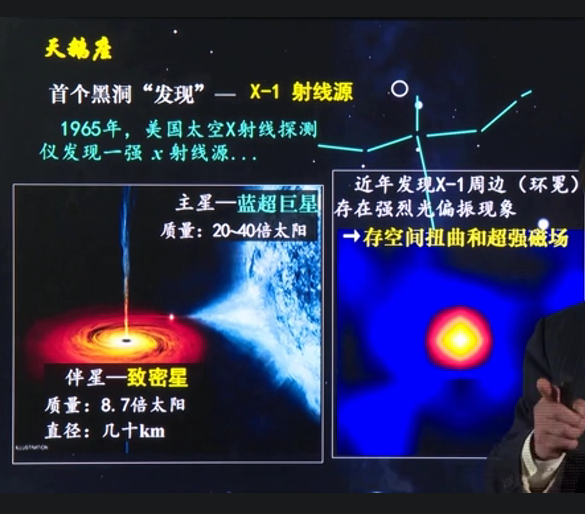 天鹅座
首个黑洞“发现”— X-1 射线源
1965年，美国太空X射线探测
仪发现一强 x 射线源...
主星—蓝超巨星
质量：20~40倍太阳
伴星—致密星
质量：8.7倍太阳
直径：几十km
ILLUSTRATION
近年发现X-1周边（环冕）
存在强烈光偏振现象
→存空间扭曲和超强磁场